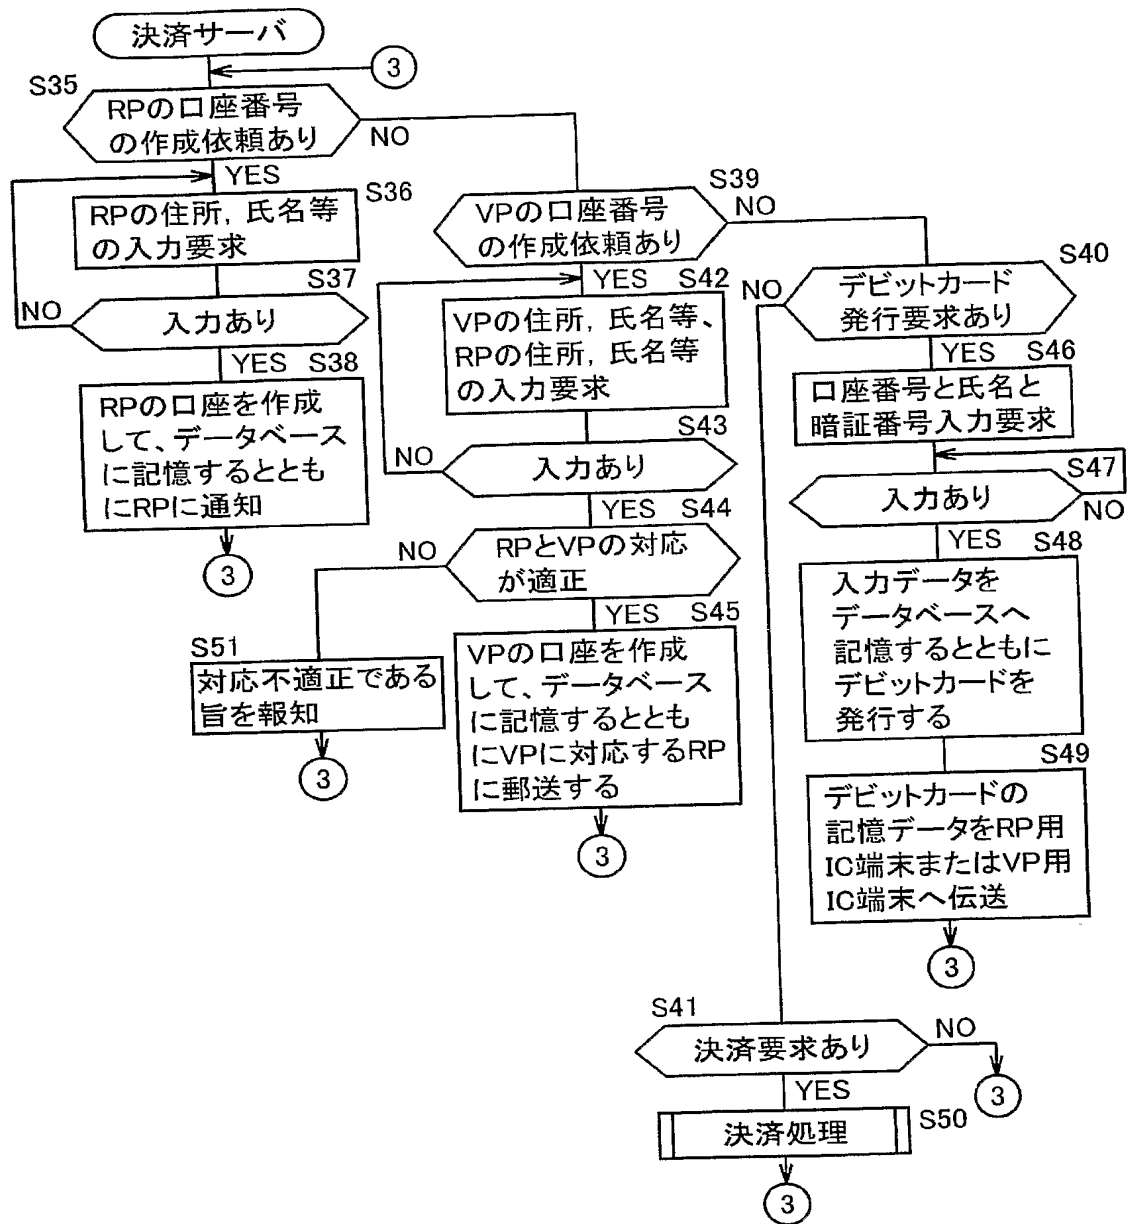 決済サーバ
3
S35
RPの口座番号
の作成依頼あり
NO
YES
S36
RPの住所, 氏名等
の入力要求
S37
NO
入力あり
YES S38
RPの口座を作成
して、データベース
に記憶するととも
にRPに通知
3
S39
VPの口座番号
の作成依頼あり
NO
YES S42
VPの住所, 氏名等、
RPの住所, 氏名等
の入力要求
S43
NO
入力あり
YES S44
NO
RPとVPの対応
が適正
YES S45
S51
対応不適正である
旨を報知
3
VPの口座を作成
して、データベース
に記憶するととも
にVPに対応するRP
に郵送する
3
S40
NO
デビットカード
発行要求あり
YES S46
口座番号と氏名と
暗証番号入力要求
S47
入力あり
NO
YES S48
入力データを
データベースへ
記憶するとともに
デビットカードを
発行する
S49
デビットカードの
記憶データをRP用
IC端末またはVP用
IC端末へ伝送
3
S41
決済要求あり
NO
3
YES
決済処理
S50
3